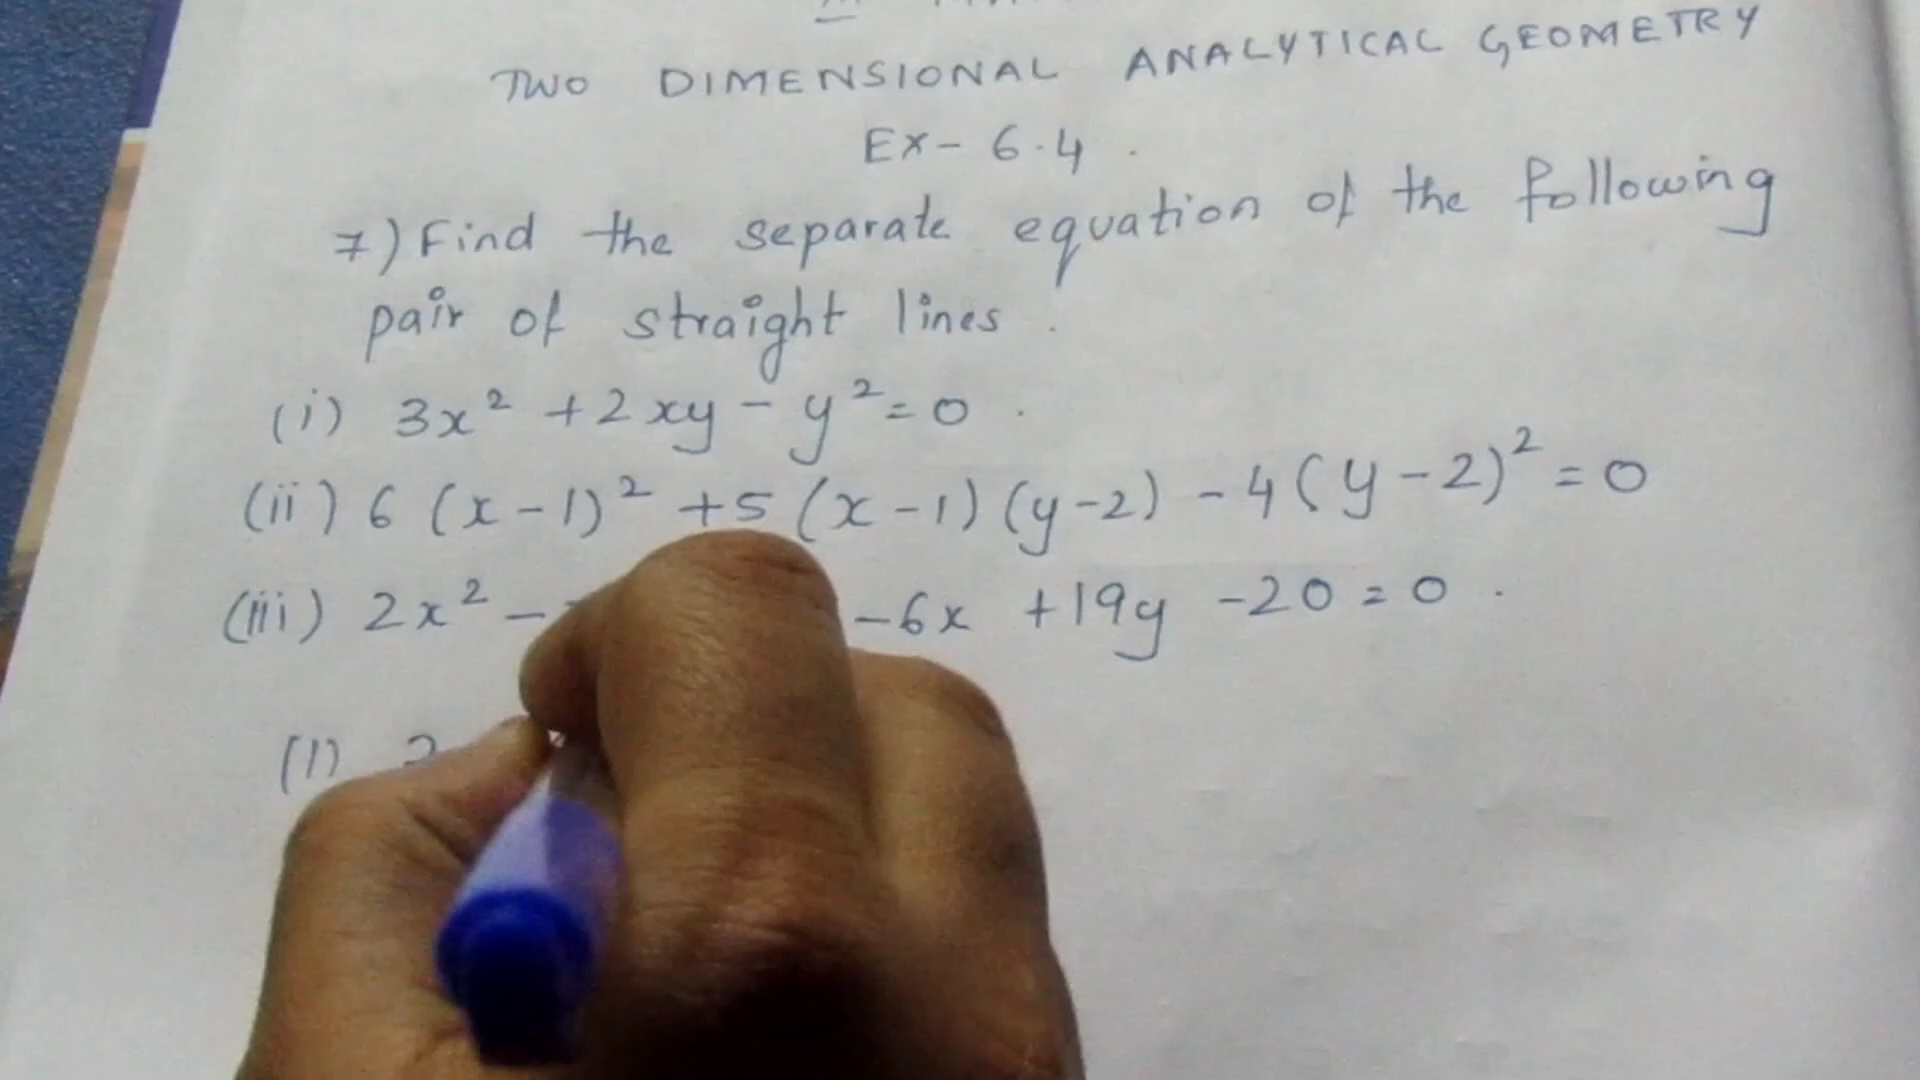 TWO DIMENSIONAL ANALYTICAL GEOMETRY
EX- 6.4.
7) Find the separate equation of the following
pair of straight lines.
(i) 3x² + 2xy - y² = 0.
(ii) 6 (x-1)² + 5 (x-1) (y-2) - 4 (y-2)² = 0
(iii) 2x² - -6x +19y -20 = 0.
(i)